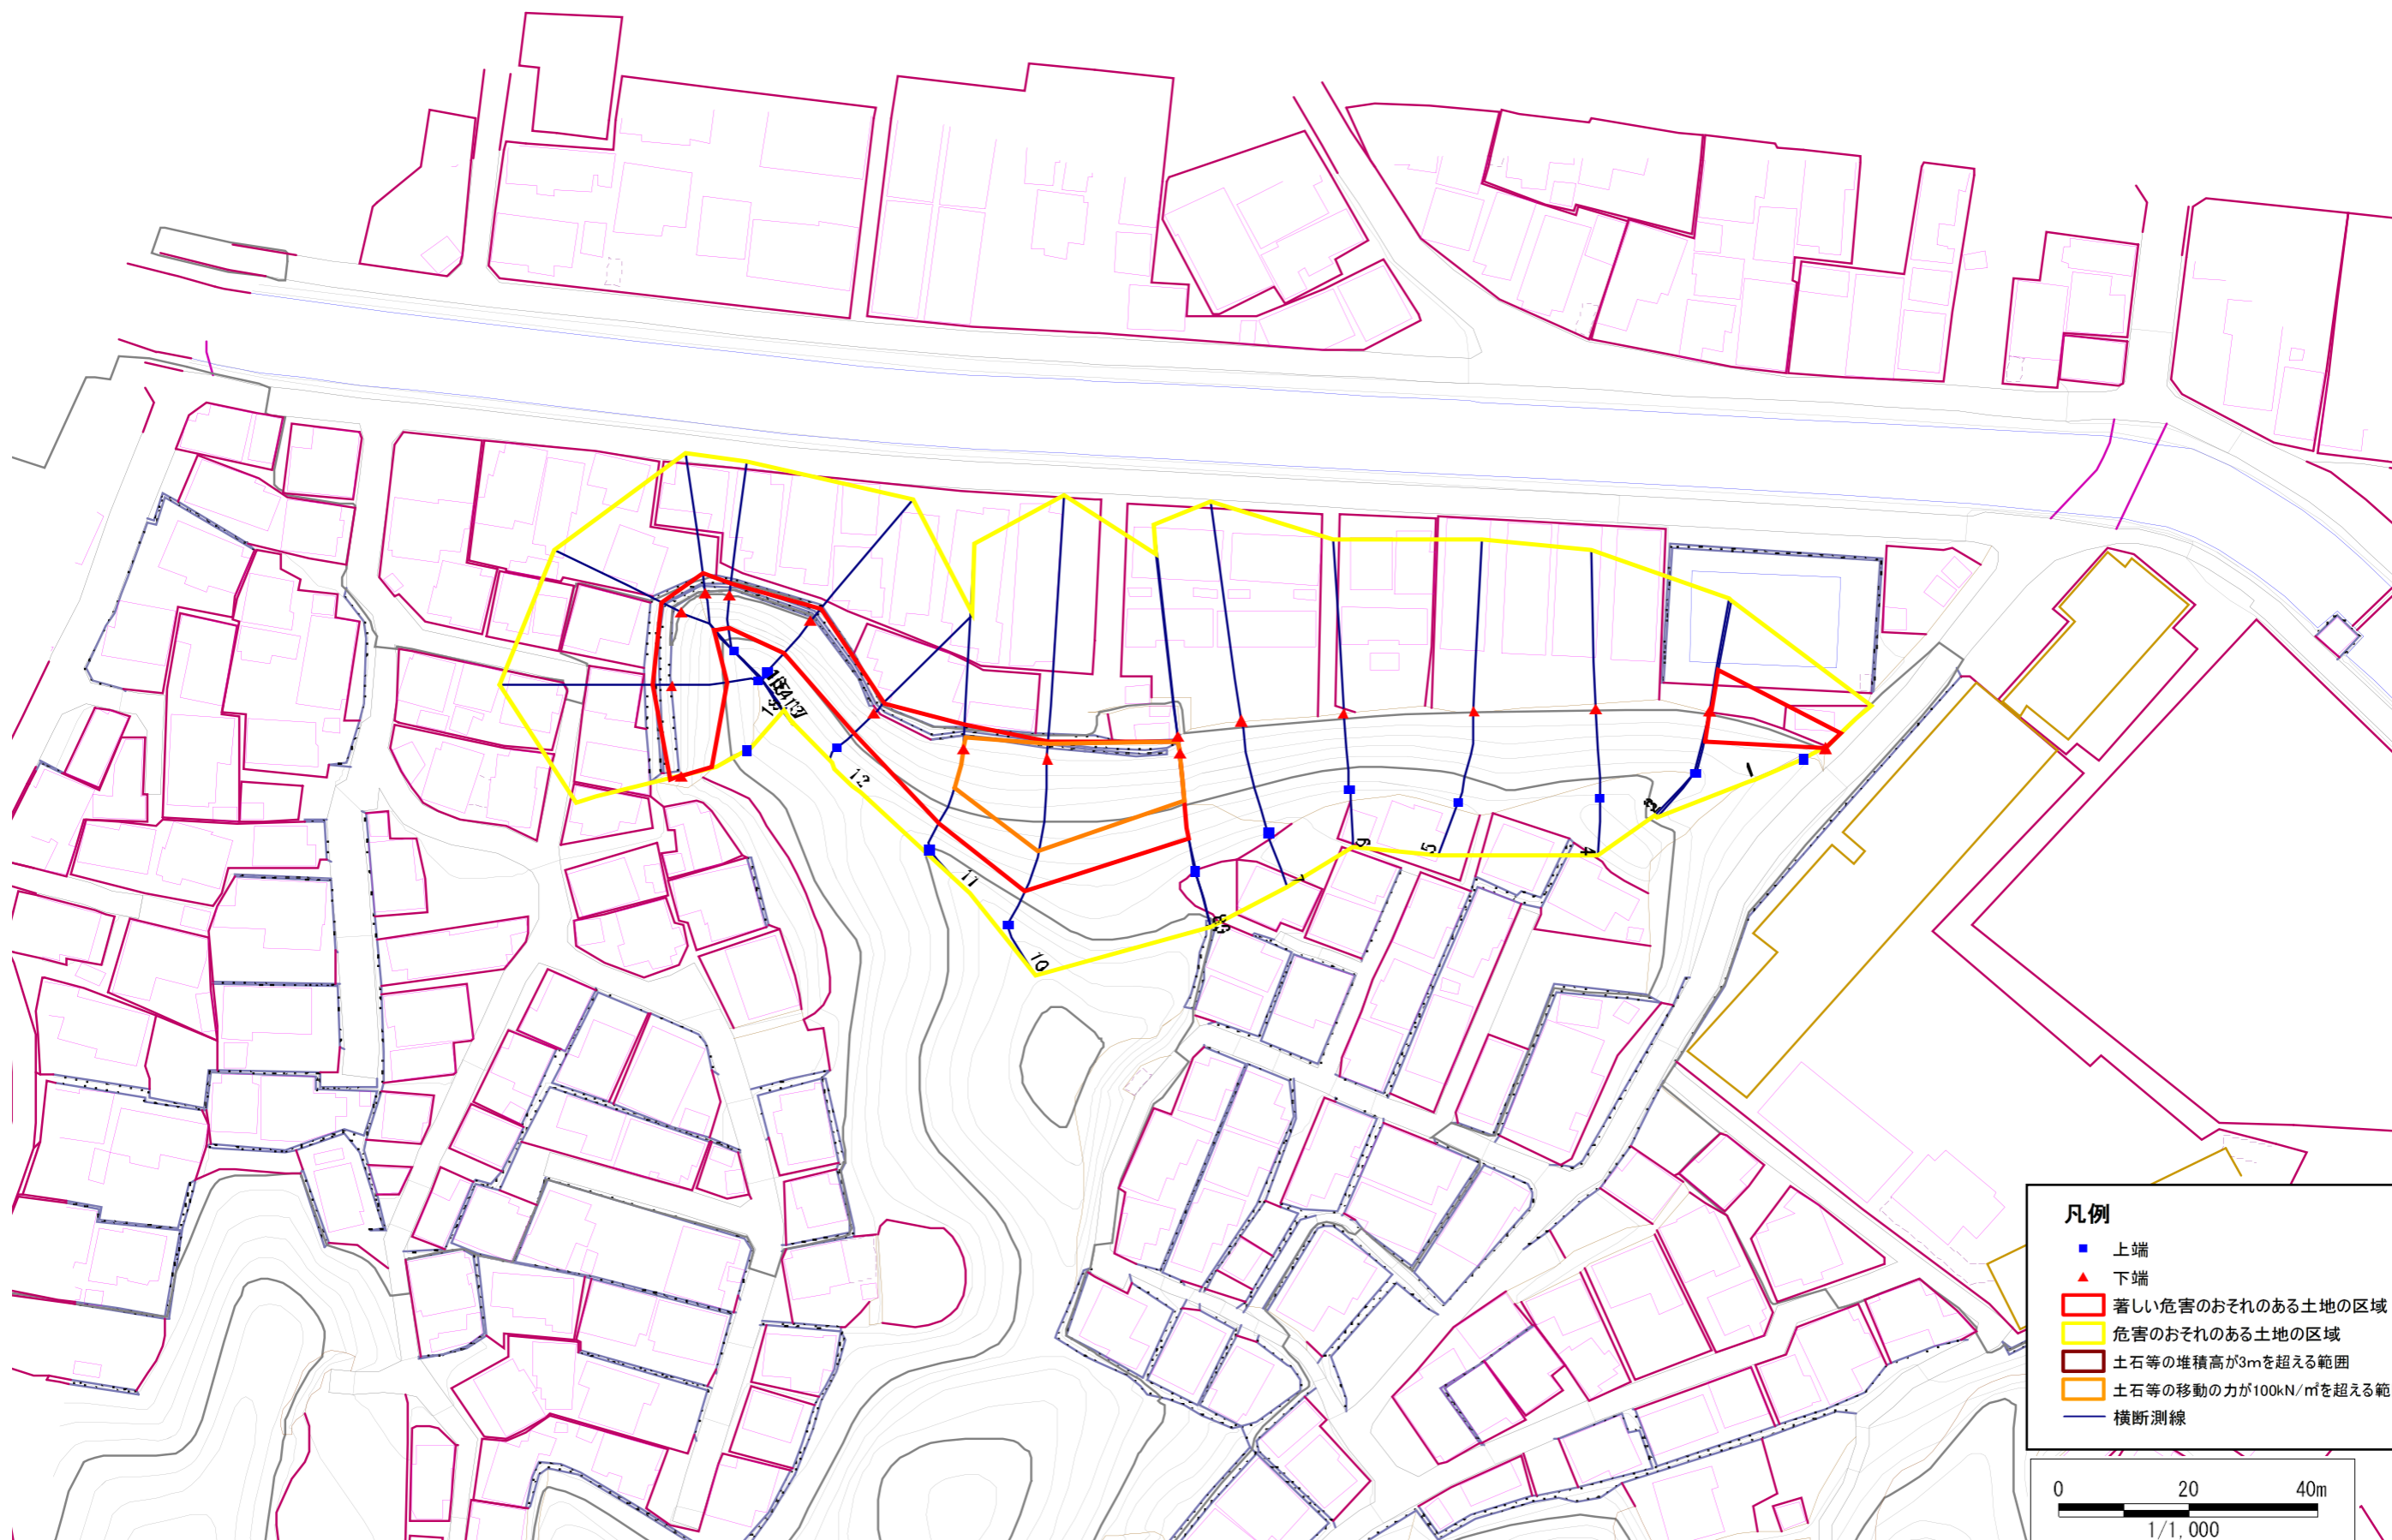 1
4
5
6
7
10
11
12
凡例
上端
下端
著しい危害のおそれのある土地の区域
危害のおそれのある土地の区域
土石等の堆積高が3mを超える範囲
土石等の移動の力が100kN/㎡を超える範
横断測線
0 20 40m
1/1,000